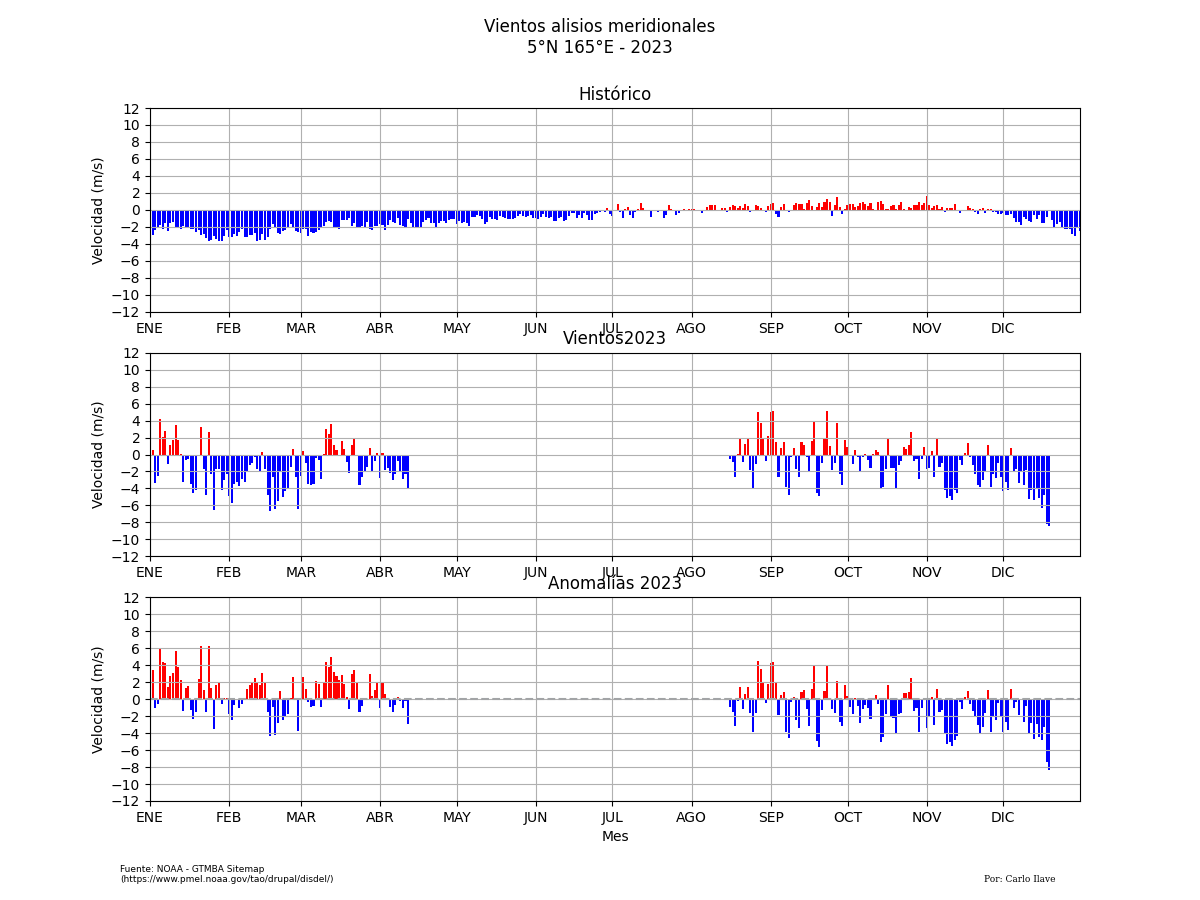 Vientos alisios meridionales
5°N 165°E - 2023
Histórico
12
10
8
6
4
2
0
−2
−4
−6
−8
−10
−12
Velocidad (m/s)
ENE FEB MAR ABR MAY JUN JUL AGO SEP OCT NOV DIC
Vientos2023
12
10
8
6
4
2
0
−2
−4
−6
−8
−10
−12
Velocidad (m/s)
ENE FEB MAR ABR MAY JUN JUL AGO SEP OCT NOV DIC
Anomalías 2023
12
10
8
6
4
2
0
−2
−4
−6
−8
−10
−12
Velocidad (m/s)
ENE FEB MAR ABR MAY JUN JUL AGO SEP OCT NOV DIC
Mes
Fuente: NOAA - GTMBA Sitemap
(https://www.pmel.noaa.gov/tao/drupal/disdel/)
Por: Carlo Ilave